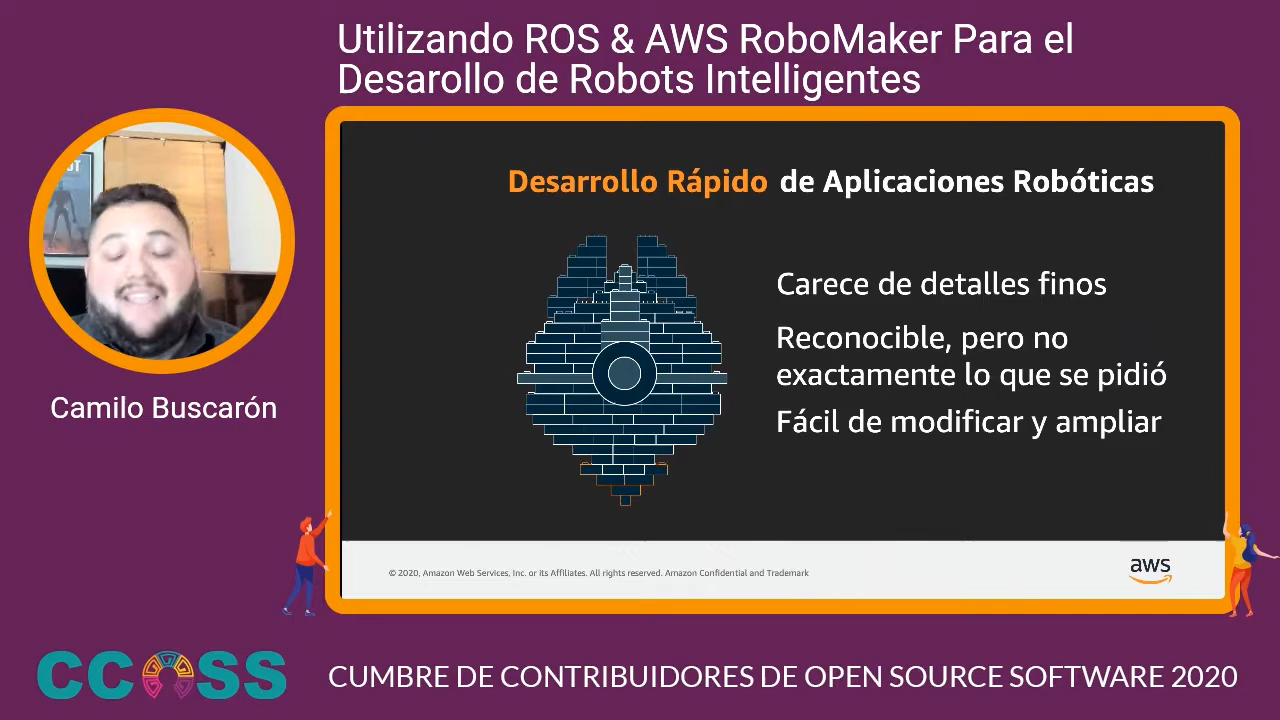 Utilizando ROS & AWS RoboMaker Para el
Desarollo de Robots Intelligentes
Camilo Buscarón
Desarrollo Rápido de Aplicaciones Robóticas
Carece de detalles finos
Reconocible, pero no
exactamente lo que se pidió
Fácil de modificar y ampliar
© 2020, Amazon Web Services, Inc. or its Affiliates. All rights reserved. Amazon Confidential and Trademark
aws
CCOSS
CUMBRE DE CONTRIBUIDORES DE OPEN SOURCE SOFTWARE 2020